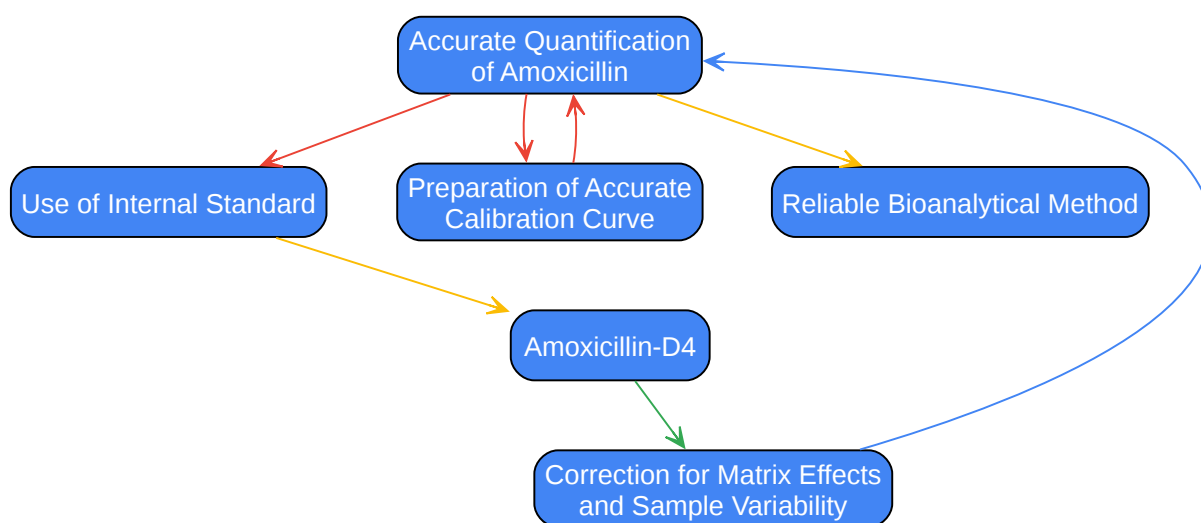 Accurate Quantification
of Amoxicillin
Use of Internal Standard
Preparation of Accurate
Calibration Curve
Reliable Bioanalytical Method
Amoxicillin-D4
Correction for Matrix Effects
and Sample Variability